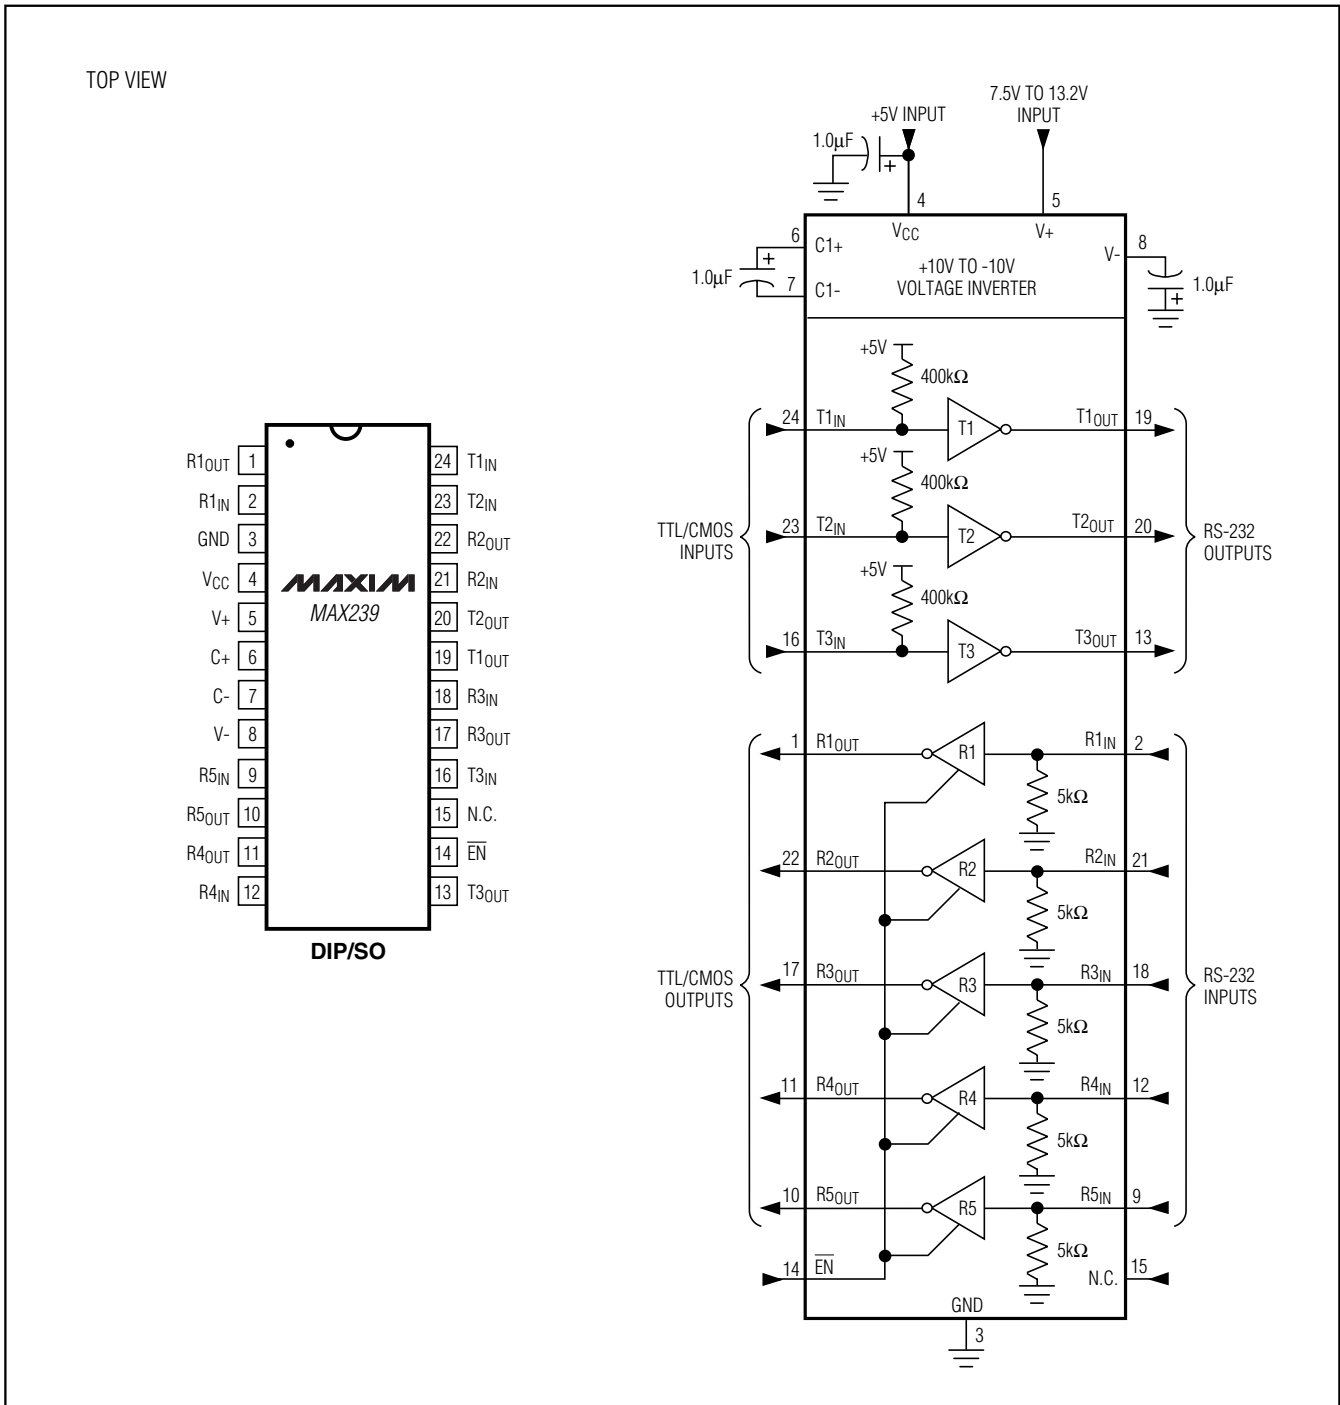 TOP VIEW
R1OUT 1
R1IN 2
GND 3
VCC 4
V+ 5
C+ 6
C- 7
V- 8
R5IN 9
R5OUT 10
R4OUT 11
R4IN 12
MAXIM
MAX239
24 T1IN
23 T2IN
22 R2OUT
21 R2IN
20 T2OUT
19 T1OUT
18 R3IN
17 R3OUT
16 T3IN
15 N.C.
14 EN
13 T3OUT
DIP/SO
+5V INPUT
7.5V TO 13.2V
INPUT
1.0µF
+
4
5
VCC
V+
6
C1+
+
1.0µF
7
C1-
+10V TO -10V
VOLTAGE INVERTER
V-
8
1.0µF
+
+5V
400kΩ
24 T1IN
T1
T1OUT 19
+5V
400kΩ
TTL/CMOS
INPUTS
23 T2IN
T2
T2OUT 20
RS-232
OUTPUTS
+5V
400kΩ
16 T3IN
T3
T3OUT 13
1 R1OUT
R1
R1IN 2
5kΩ
22 R2OUT
R2
R2IN 21
5kΩ
TTL/CMOS
OUTPUTS
17 R3OUT
R3
R3IN 18
RS-232
INPUTS
5kΩ
11 R4OUT
R4
R4IN 12
5kΩ
10 R5OUT
R5
R5IN 9
5kΩ
14 EN
N.C. 15
GND
3